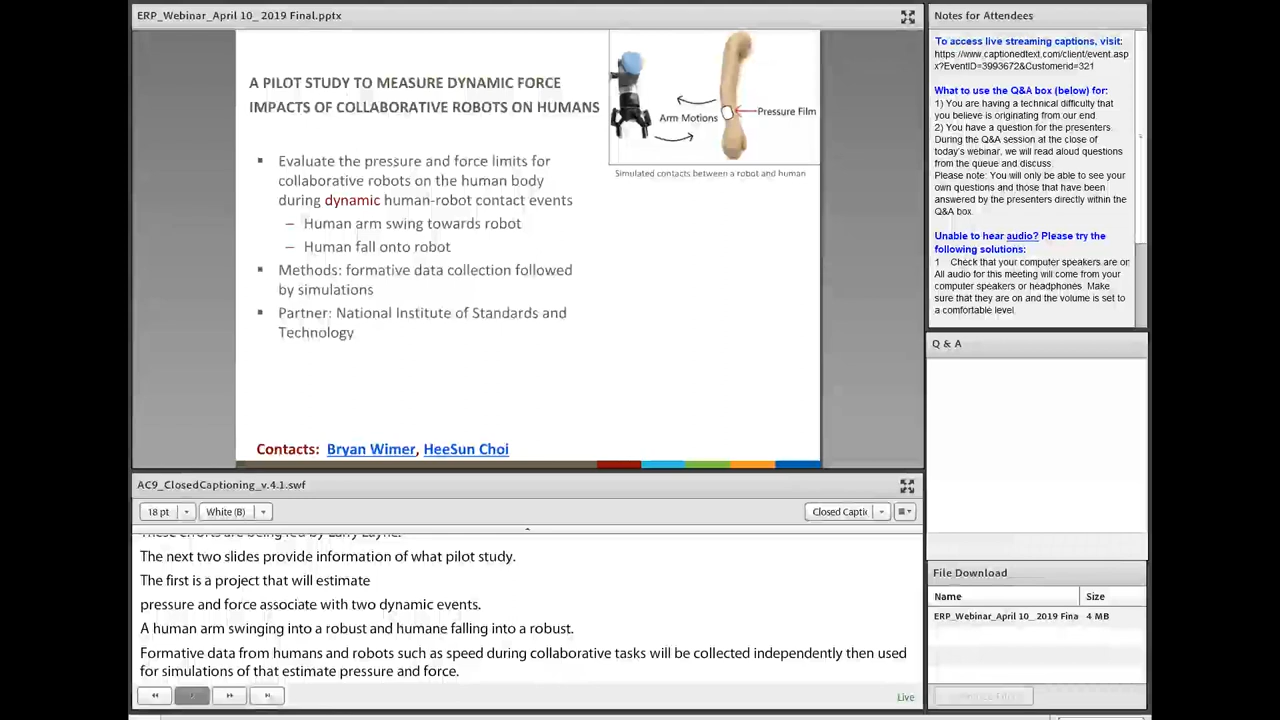 ERP_Webinar_April 10_ 2019 Final.pptx
A PILOT STUDY TO MEASURE DYNAMIC FORCE
IMPACTS OF COLLABORATIVE ROBOTS ON HUMANS
Arm Motions
Pressure Film
Simulated contacts between a robot and human
▪ Evaluate the pressure and force limits for
collaborative robots on the human body
during dynamic human-robot contact events
– Human arm swing towards robot
– Human fall onto robot
▪ Methods: formative data collection followed
by simulations
▪ Partner: National Institute of Standards and
Technology
Contacts: Bryan Wimer, HeeSun Choi
AC9_ClosedCaptioning_v.4.1.swf
18 pt
White (B)
Closed Capti
These efforts are being led by Larry Layne.
The next two slides provide information of what pilot study.
The first is a project that will estimate
pressure and force associate with two dynamic events.
A human arm swinging into a robust and humane falling into a robust.
Formative data from humans and robots such as speed during collaborative tasks will be collected independently then used
for simulations of that estimate pressure and force.
Live
Notes for Attendees
To access live streaming captions, visit:
https://www.captionedtext.com/client/event.asp
x?EventID=3993672&Customerid=321
What to use the Q&A box (below) for:
1) You are having a technical difficulty that
you believe is originating from our end
2) You have a question for the presenters.
During the Q&A session at the close of
today's webinar, we will read aloud questions
from the queue and discuss.
Please note: You will only be able to see your
own questions and those that have been
answered by the presenters directly within the
Q&A box.
Unable to hear audio? Please try the
following solutions:
1 Check that your computer speakers are on
All audio for this meeting will come from your
computer speakers or headphones. Make
sure that they are on and the volume is set to
a comfortable level.
Q & A
File Download
Name Size
ERP_Webinar_April 10_ 2019 Fina 4 MB